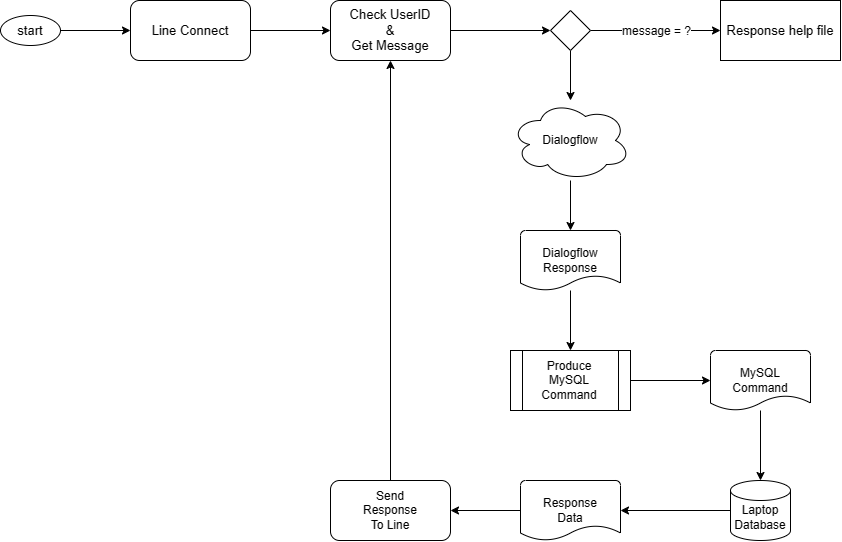 start
Line Connect
Check UserID
&
Get Message
message = ?
Response help file
Dialogflow
Dialogflow
Response
Produce
MySQL
Command
MySQL
Command
Laptop
Database
Response
Data
Send
Response
To Line